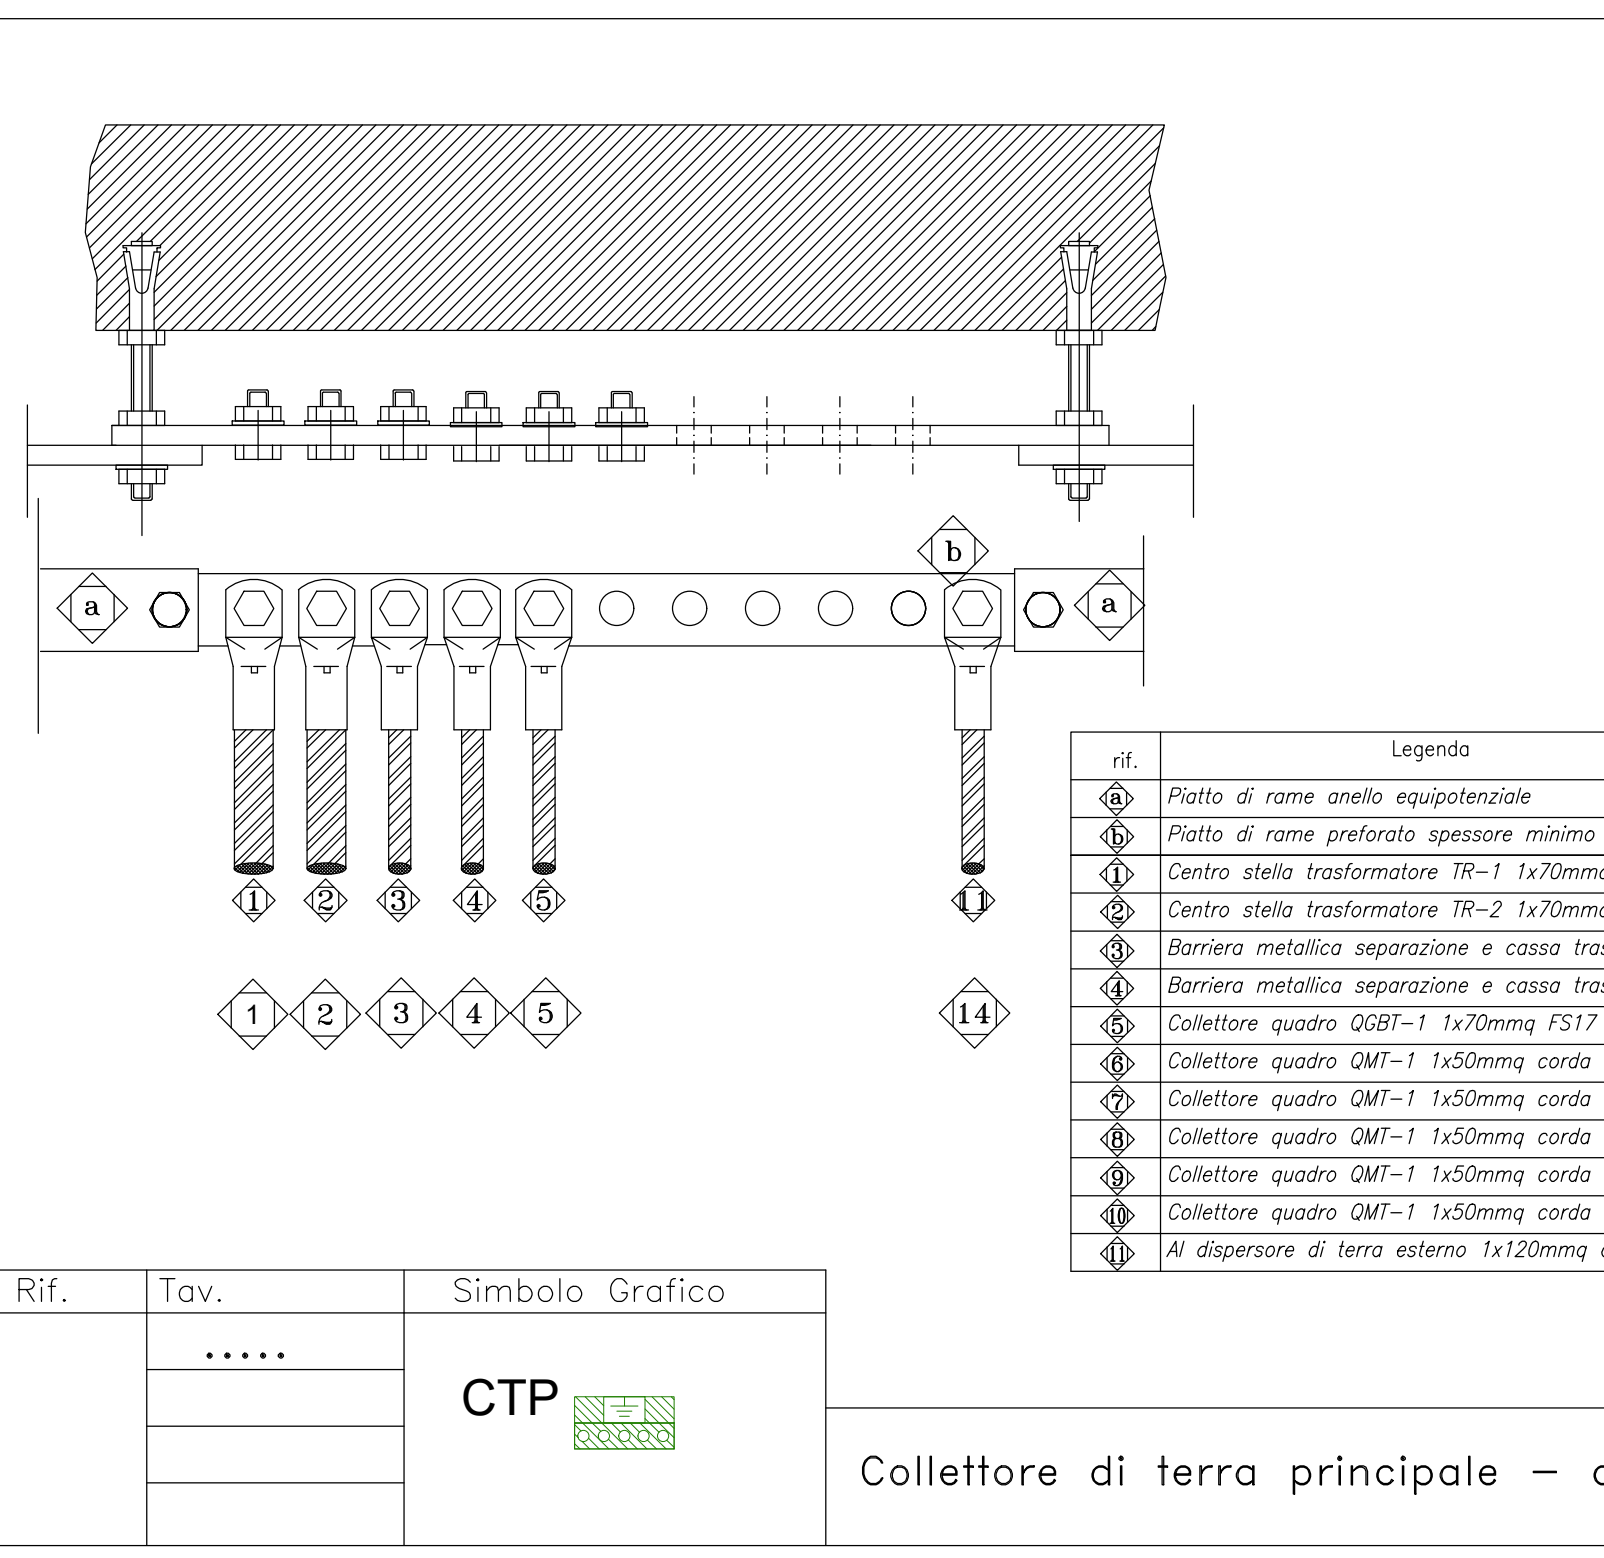 b
a
a
1 2 3 4 5 11
1 2 3 4 5 14
rif. Legenda
a Piatto di rame anello equipotenziale
b Piatto di rame preforato spessore minimo
1 Centro stella trasformatore TR-1 1x70mmq
2 Centro stella trasformatore TR-2 1x70mmq
3 Barriera metallica separazione e cassa tras
4 Barriera metallica separazione e cassa tras
5 Collettore quadro QGBT-1 1x70mmq FS17
6 Collettore quadro QMT-1 1x50mmq corda
7 Collettore quadro QMT-1 1x50mmq corda
8 Collettore quadro QMT-1 1x50mmq corda
9 Collettore quadro QMT-1 1x50mmq corda
10 Collettore quadro QMT-1 1x50mmq corda
11 Al dispersore di terra esterno 1x120mmq
Rif. Tav. Simbolo Grafico
.....
CTP
Collettore di terra principale -